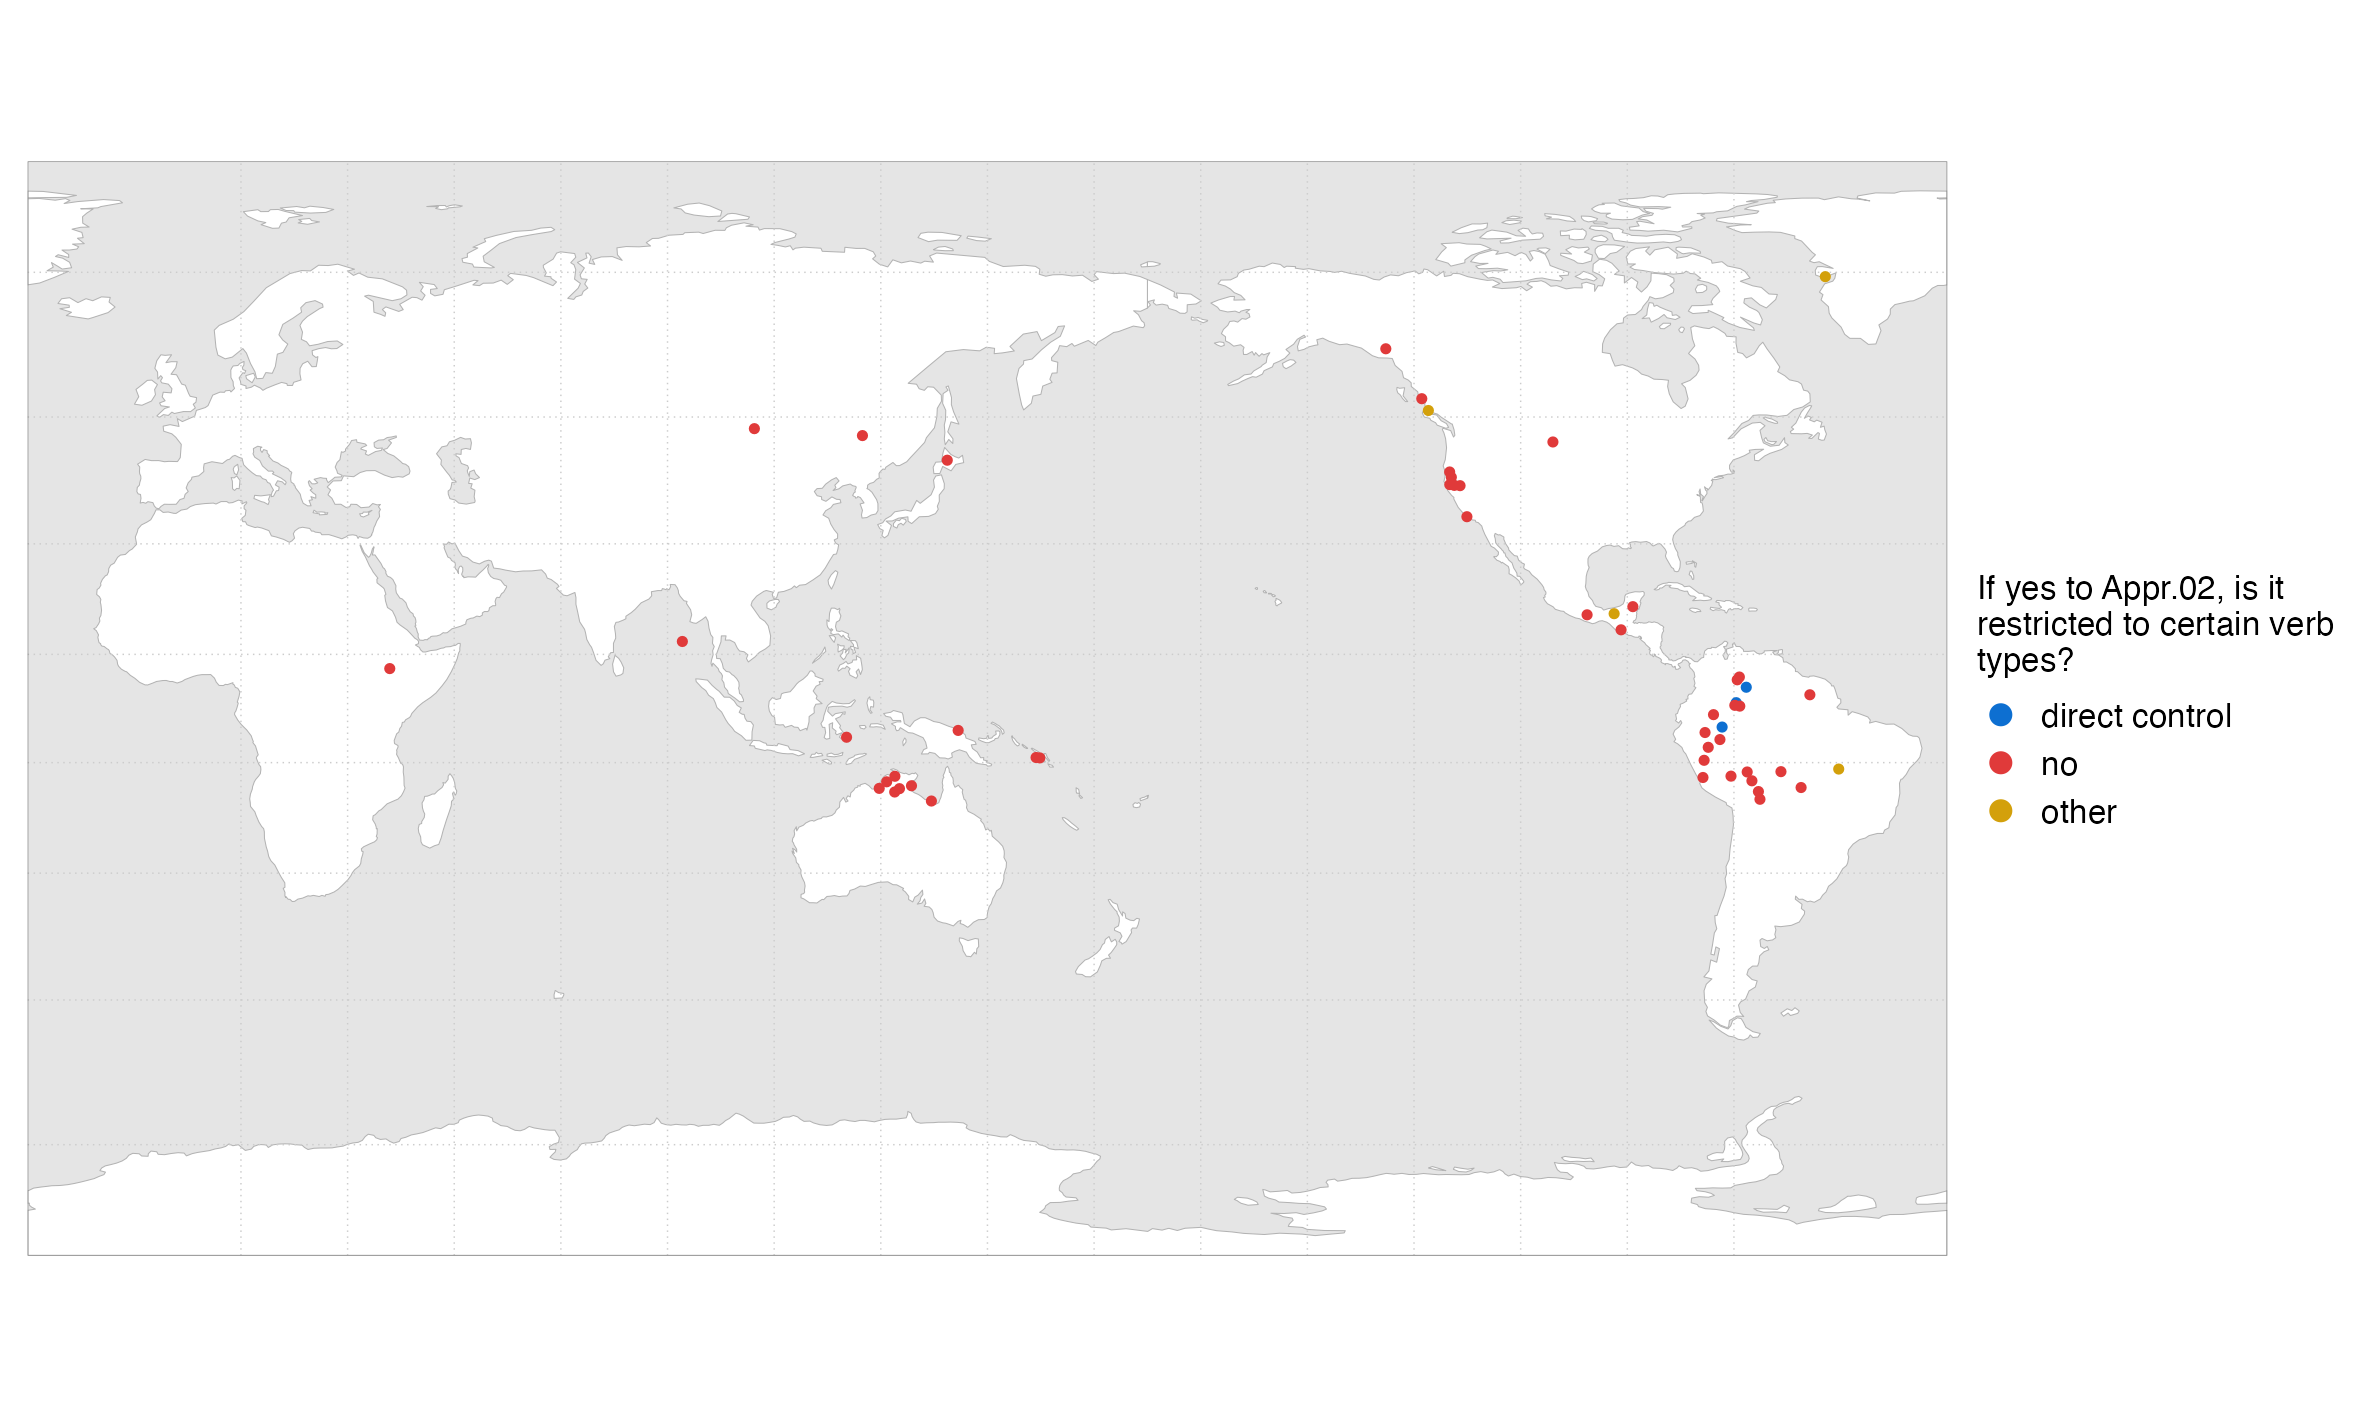 If yes to Appr.02, is it
restricted to certain verb
types?
direct control
no
other